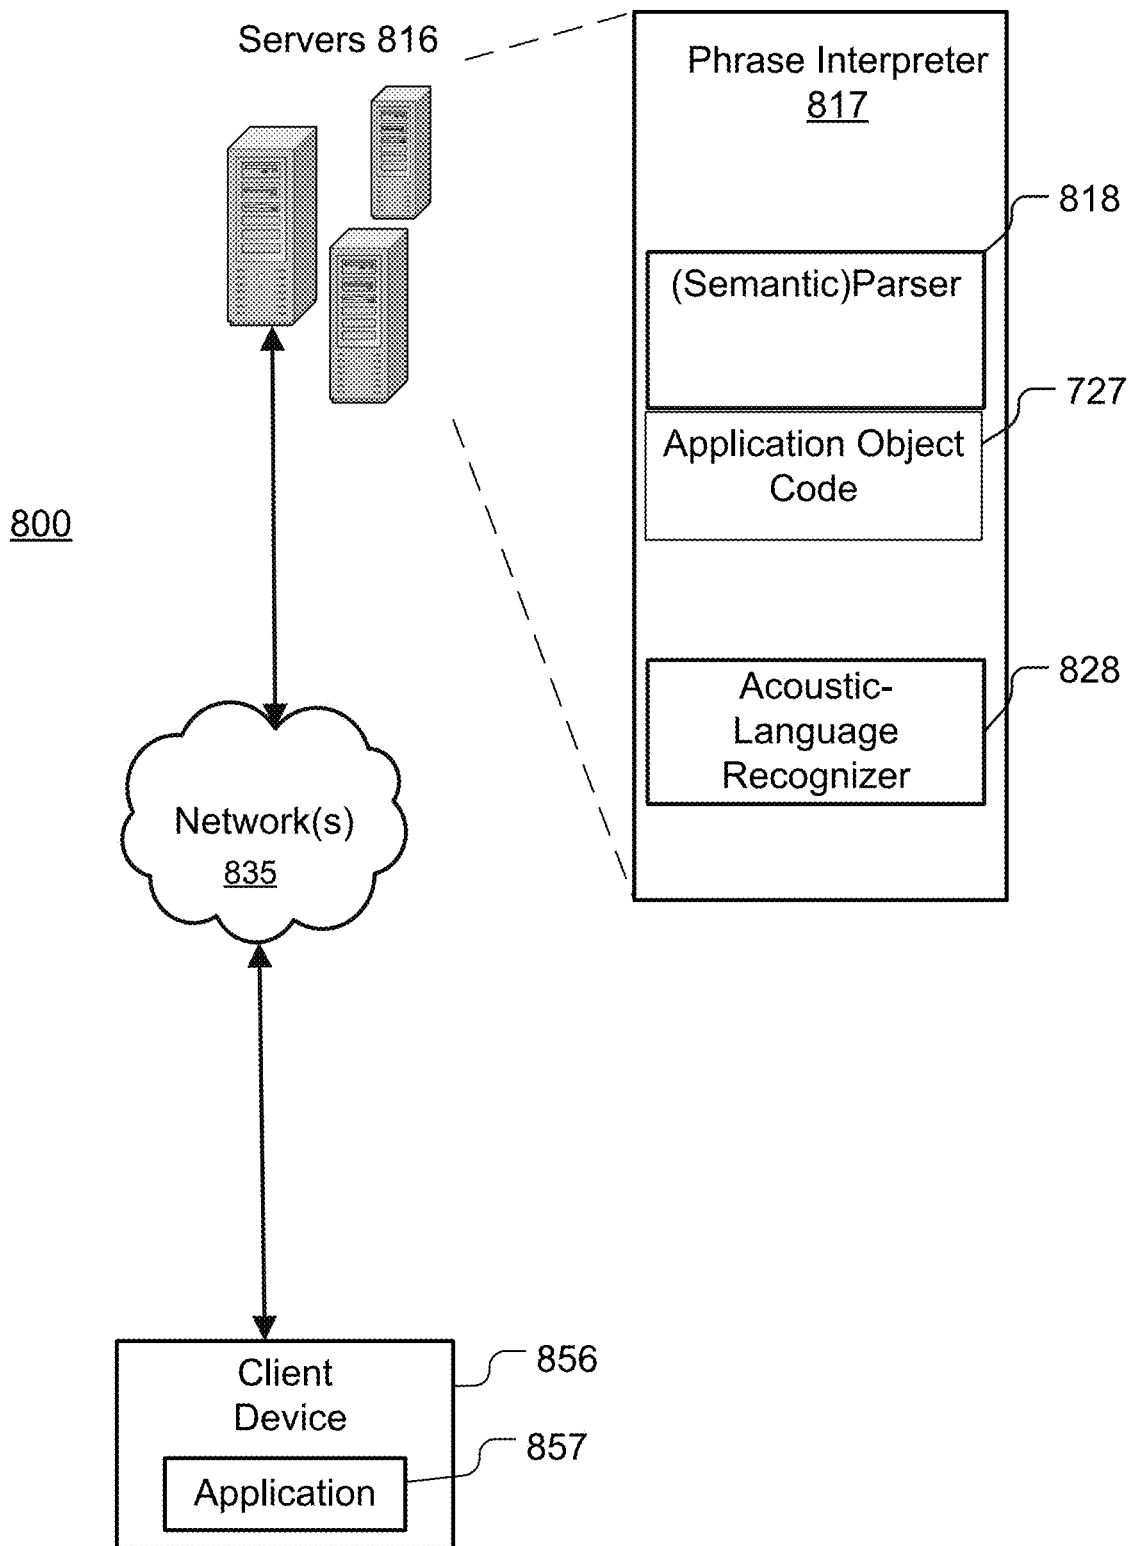 Servers 816
Phrase Interpreter
817
818
(Semantic)Parser
727
Application Object
Code
800
828
Acoustic-
Language
Recognizer
Network(s)
835
856
Client
Device
857
Application